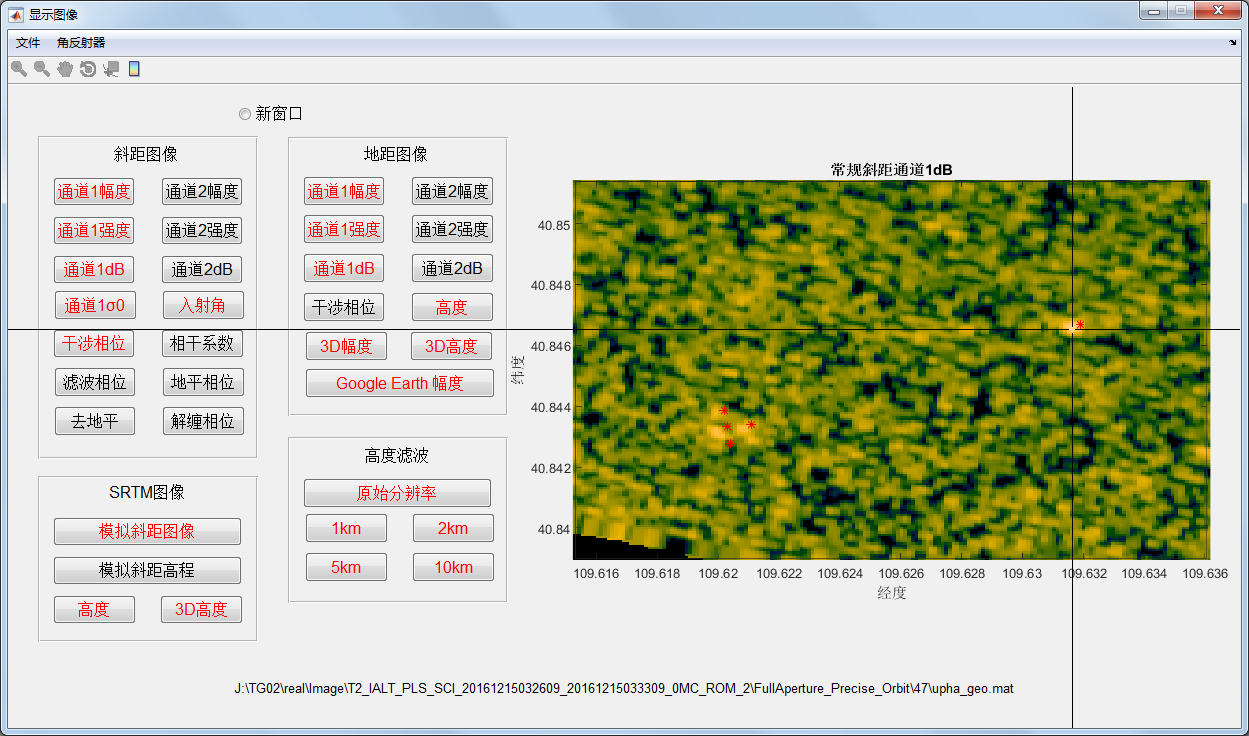 显示图像
文件 角反射器
新窗口
斜距图像
通道1幅度 通道2幅度
通道1强度 通道2强度
通道1dB 通道2dB
通道1σ0 入射角
干涉相位 相干系数
滤波相位 地平相位
去地平 解缠相位
SRTM图像
模拟斜距图像
模拟斜距高程
高度 3D高度
地距图像
通道1幅度 通道2幅度
通道1强度 通道2强度
通道1dB 通道2dB
干涉相位 高度
3D幅度 3D高度
Google Earth 幅度
高度滤波
原始分辨率
1km 2km
5km 10km
常规斜距通道1dB
40.85
40.848
40.846
40.844
40.842
40.84
纬度
109.616 109.618 109.62 109.622 109.624 109.626 109.628 109.63 109.632 109.634 109.636
经度
J:\TG02\real\Image\T2_IALT_PLS_SCI_20161215032609_20161215033309_0MC_ROM_2\FullAperture_Precise_Orbit\47\upha_geo.mat